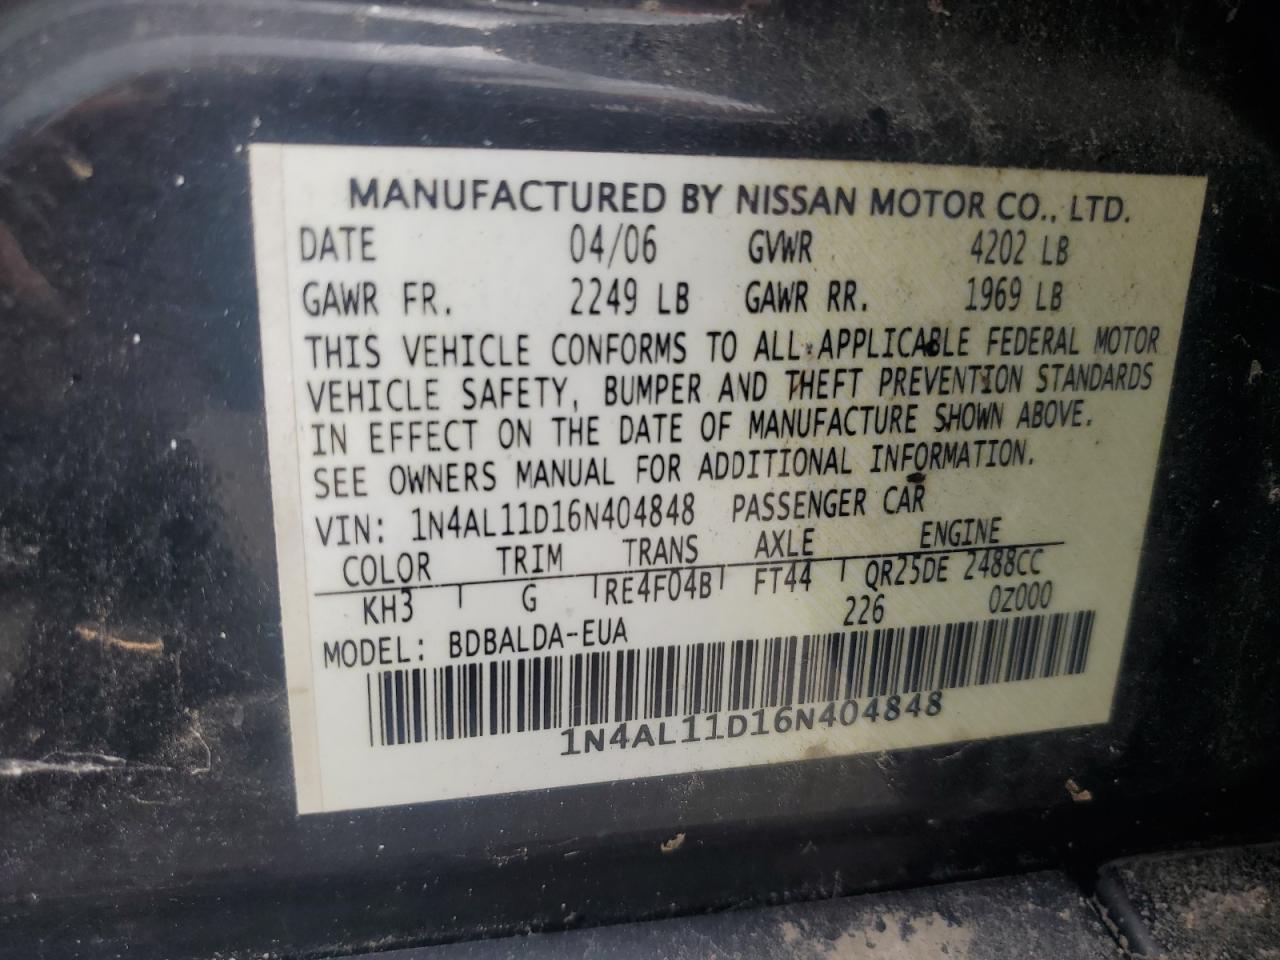 MANUFACTURED BY NISSAN MOTOR CO., LTD.
DATE 04/06 GVWR 4202 LB
GAWR FR. 2249 LB GAWR RR. 1969 LB
THIS VEHICLE CONFORMS TO ALL APPLICABLE FEDERAL MOTOR
VEHICLE SAFETY, BUMPER AND THEFT PREVENTION STANDARDS
IN EFFECT ON THE DATE OF MANUFACTURE SHOWN ABOVE.
SEE OWNERS MANUAL FOR ADDITIONAL INFORMATION.
VIN: 1N4AL11D16N404848 PASSENGER CAR
COLOR TRIM TRANS AXLE ENGINE
KH3 G RE4F04B FT44 QR25DE 2488CC
226 0Z000
MODEL: BDBALDA-EUA
1N4AL11D16N404848